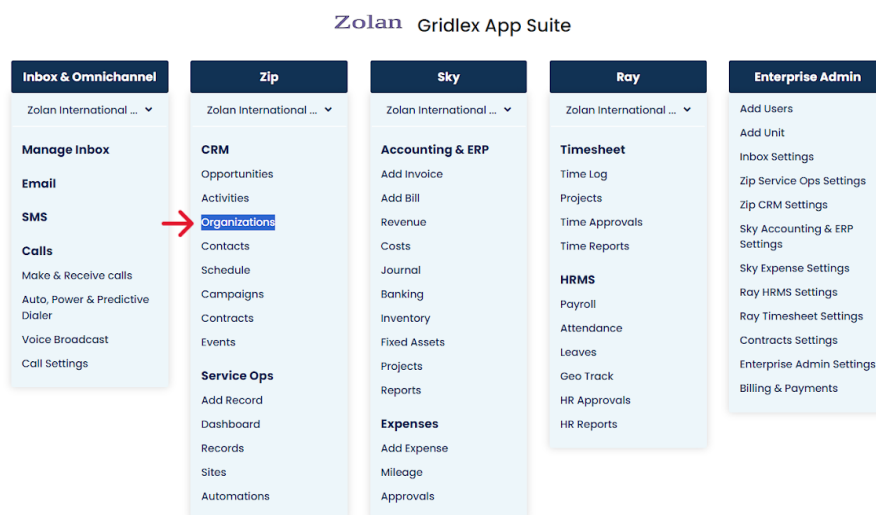 Zolan Gridlex App Suite
Inbox & Omnichannel
Zolan International ...
Manage Inbox
Email
SMS
Calls
Make & Receive calls
Auto, Power & Predictive
Dialer
Voice Broadcast
Call Settings
Zip
Zolan International ...
CRM
Opportunities
Activities
Organizations
Contacts
Schedule
Campaigns
Contracts
Events
Service Ops
Add Record
Dashboard
Records
Sites
Automations
Sky
Zolan International ...
Accounting & ERP
Add Invoice
Add Bill
Revenue
Costs
Journal
Banking
Inventory
Fixed Assets
Projects
Reports
Expenses
Add Expense
Mileage
Approvals
Ray
Zolan International ...
Timesheet
Time Log
Projects
Time Approvals
Time Reports
HRMS
Payroll
Attendance
Leaves
Geo Track
HR Approvals
HR Reports
Enterprise Admin
Add Users
Add Unit
Inbox Settings
Zip Service Ops Settings
Zip CRM Settings
Sky Accounting & ERP
Settings
Sky Expense Settings
Ray HRMS Settings
Ray Timesheet Settings
Contracts Settings
Enterprise Admin Settings
Billing & Payments